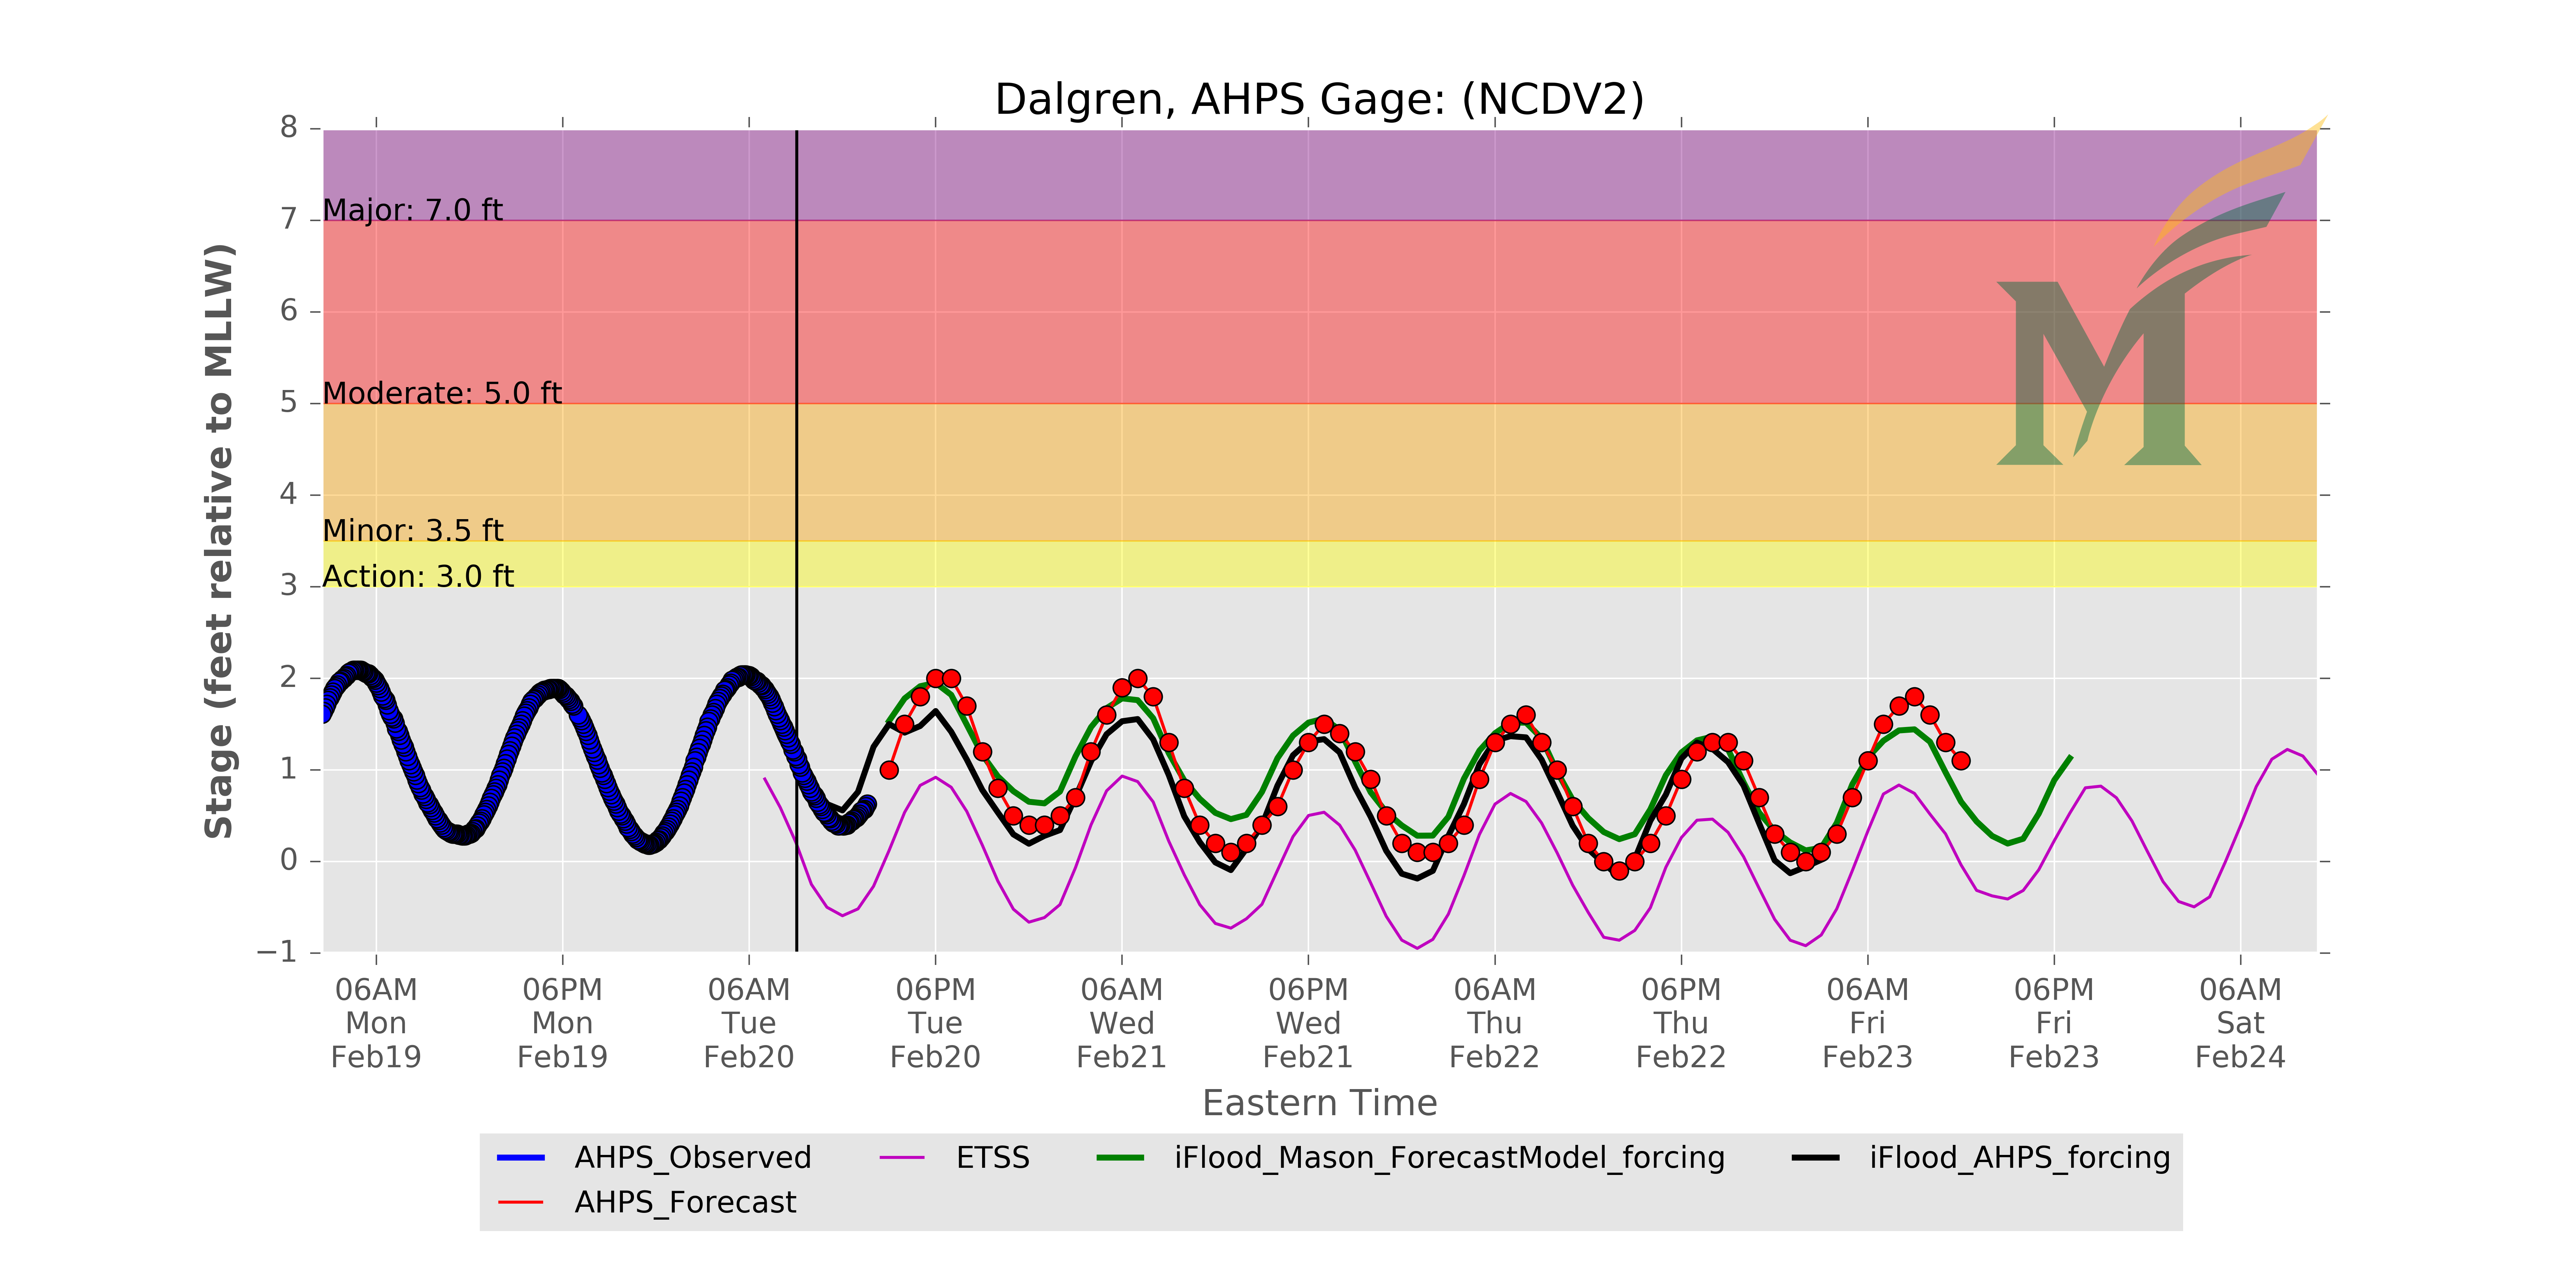 Dalgren, AHPS Gage: (NCDV2)
8
7
6
5
4
3
2
1
0
−1
Stage (feet relative to MLLW)
Major: 7.0 ft
Moderate: 5.0 ft
Minor: 3.5 ft
Action: 3.0 ft
M
06AM Mon Feb19
06PM Mon Feb19
06AM Tue Feb20
06PM Tue Feb20
06AM Wed Feb21
06PM Wed Feb21
06AM Thu Feb22
06PM Thu Feb22
06AM Fri Feb23
06PM Fri Feb23
06AM Sat Feb24
Eastern Time
AHPS_Observed
AHPS_Forecast
ETSS
iFlood_Mason_ForecastModel_forcing
iFlood_AHPS_forcing